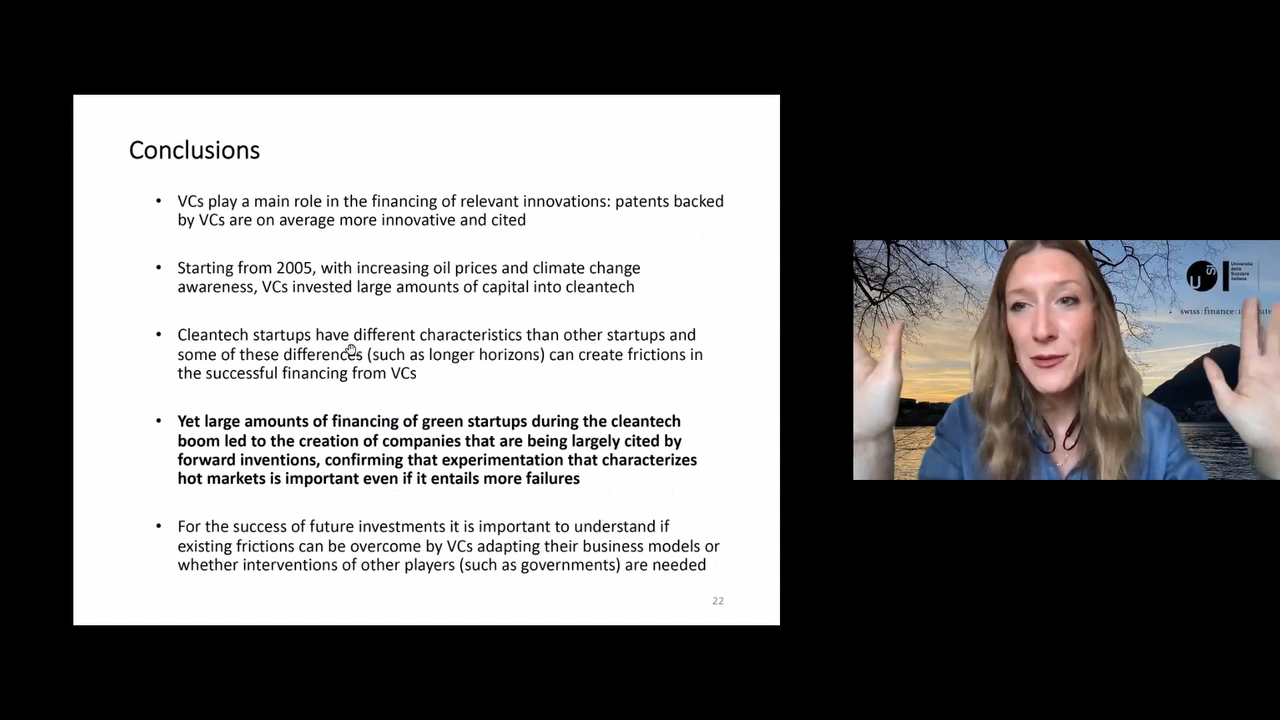 Conclusions
• VCs play a main role in the financing of relevant innovations: patents backed
by VCs are on average more innovative and cited
• Starting from 2005, with increasing oil prices and climate change
awareness, VCs invested large amounts of capital into cleantech
• Cleantech startups have different characteristics than other startups and
some of these differences (such as longer horizons) can create frictions in
the successful financing from VCs
• Yet large amounts of financing of green startups during the cleantech
boom led to the creation of companies that are being largely cited by
forward inventions, confirming that experimentation that characterizes
hot markets is important even if it entails more failures
• For the success of future investments it is important to understand if
existing frictions can be overcome by VCs adapting their business models or
whether interventions of other players (such as governments) are needed
22
USI
Università
della
Svizzera
italiana
swiss:finance: